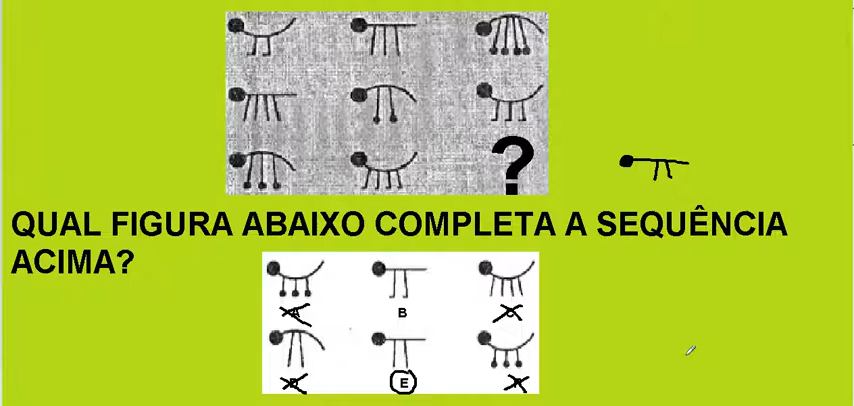 ?
QUAL FIGURA ABAIXO COMPLETA A SEQUÊNCIA
ACIMA?
A B C
D E F